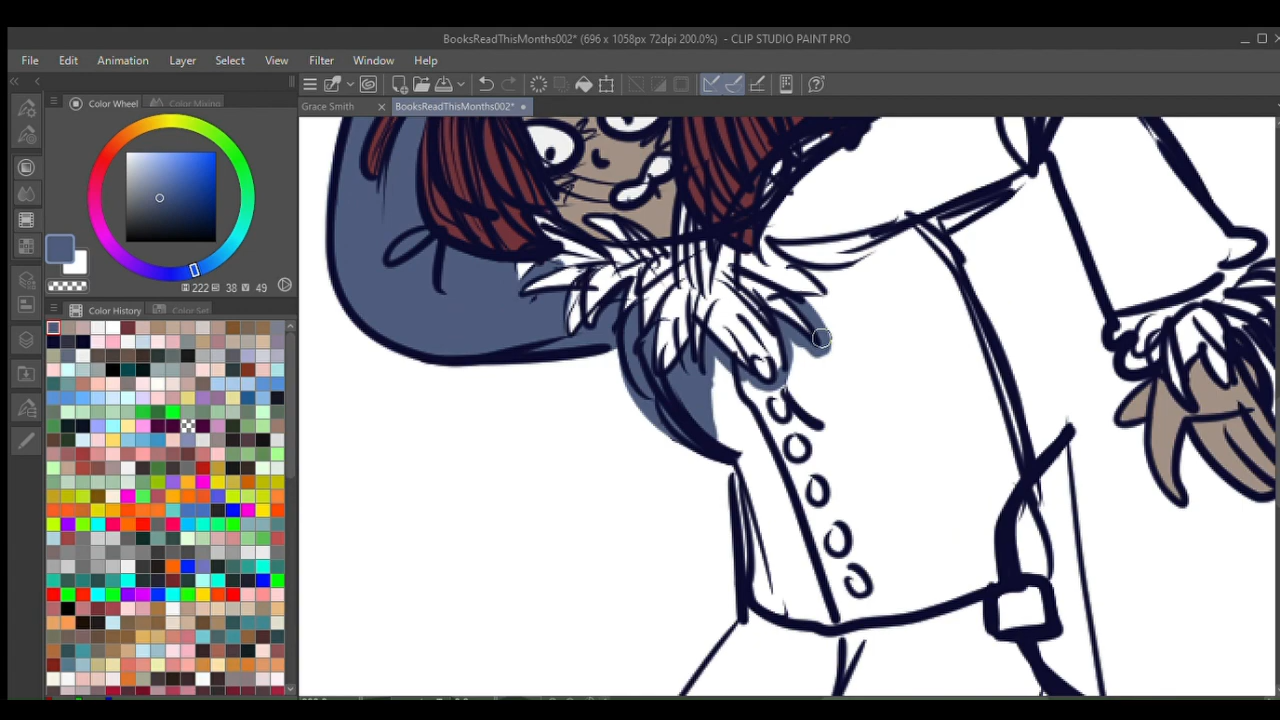 BooksReadThisMonths002* (696 x 1058px 72dpi 200.0%) - CLIP STUDIO PAINT PRO
File Edit Animation Layer Select View Filter Window Help
Color Wheel Color Mixing
Grace Smith BooksReadThisMonths002*
H 222 S 38 V 49
Color History Color Set